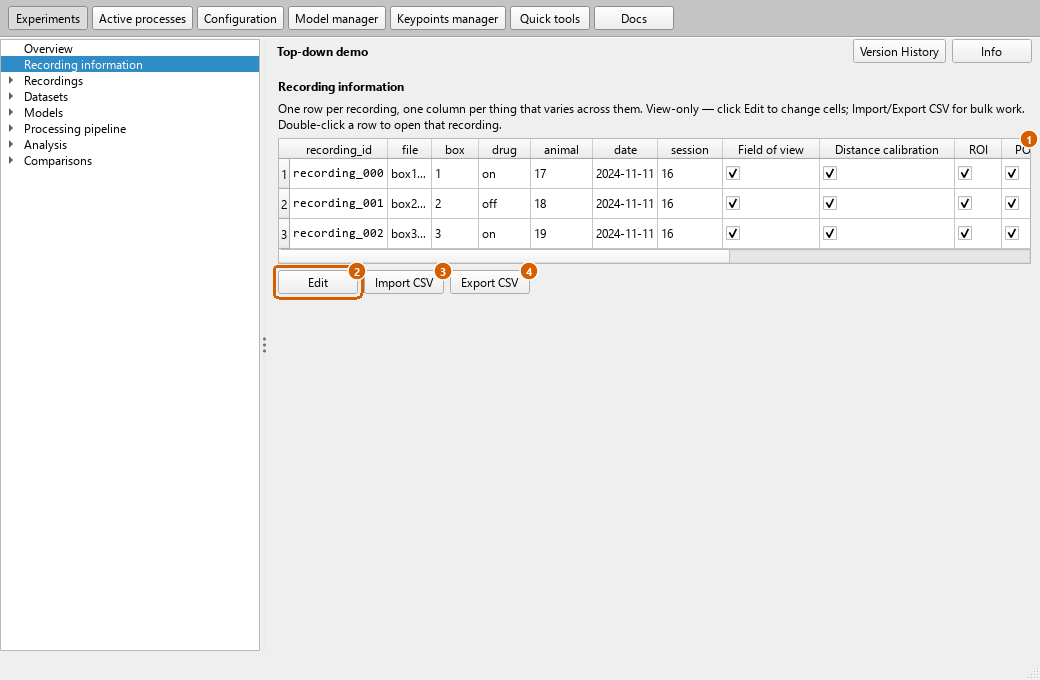 Experiments Active processes Configuration Model manager Keypoints manager Quick tools Docs
Overview
Recording information
Recordings
Datasets
Models
Processing pipeline
Analysis
Comparisons
Top-down demo
Version History Info
Recording information
One row per recording, one column per thing that varies across them. View-only — click Edit to change cells; Import/Export CSV for bulk work.
Double-click a row to open that recording.
1
recording_id file box drug animal date session Field of view Distance calibration ROI PO
1 recording_000 box1... 1 on 17 2024-11-11 16
2 recording_001 box2... 2 off 18 2024-11-11 16
3 recording_002 box3... 3 on 19 2024-11-11 16
2 3 4
Edit Import CSV Export CSV